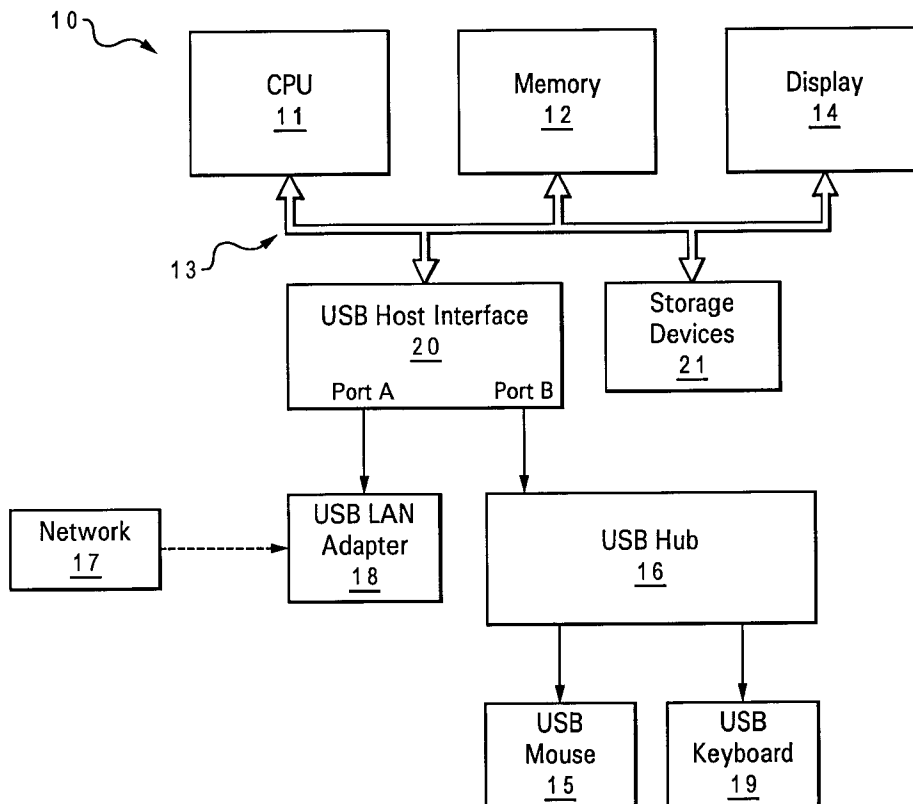 10
CPU
11
Memory
12
Display
14
13
USB Host Interface
20
Port A
Port B
Storage
Devices
21
Network
17
USB LAN
Adapter
18
USB Hub
16
USB
Mouse
15
USB
Keyboard
19